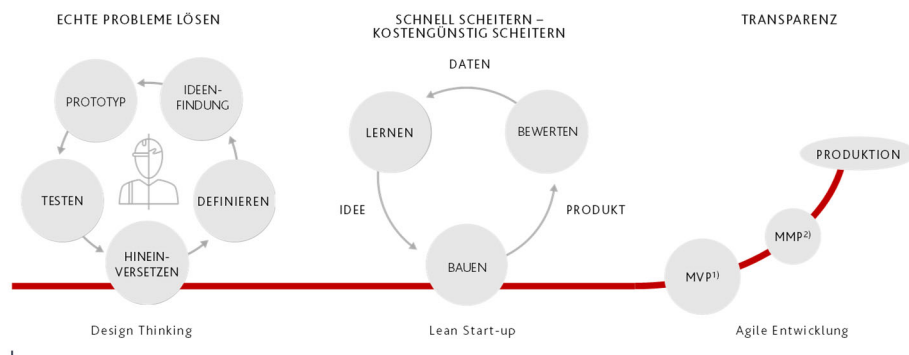 ECHTE PROBLEME LÖSEN
PROTOTYP
IDEEN-
FINDUNG
TESTEN
DEFINIEREN
HINEIN-
VERSETZEN
Design Thinking
SCHNELL SCHEITERN –
KOSTENGÜNSTIG SCHEITERN
DATEN
LERNEN
BEWERTEN
IDEE
PRODUKT
BAUEN
Lean Start-up
TRANSPARENZ
PRODUKTION
MMP²⁾
MVP¹⁾
Agile Entwicklung